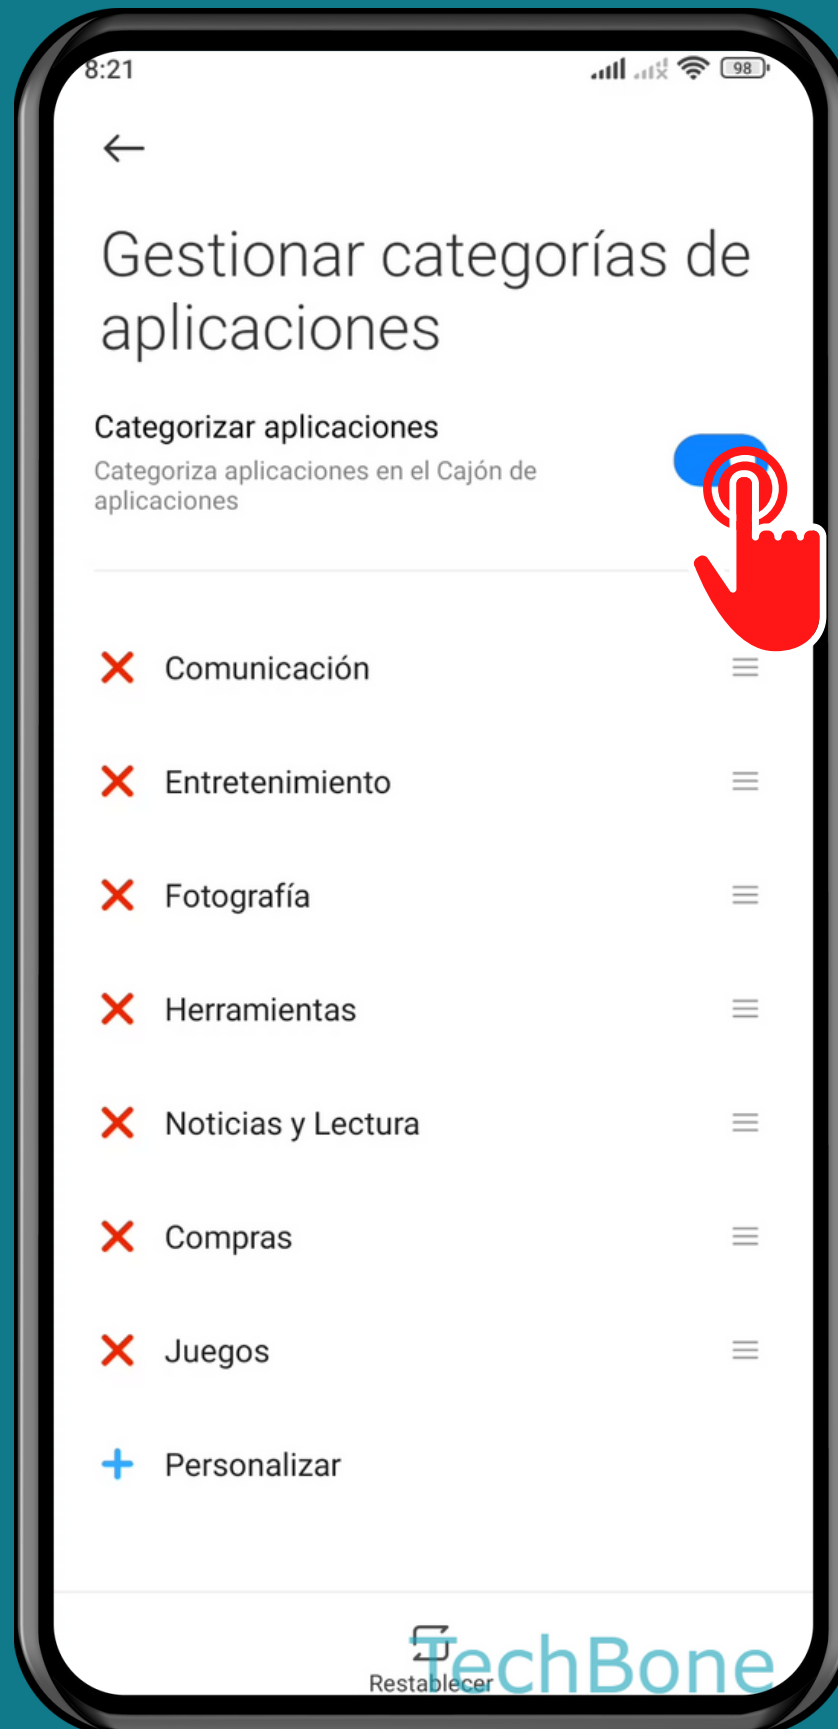 8:21
98
Gestionar categorías de
aplicaciones
Categorizar aplicaciones
Categoriza aplicaciones en el Cajón de
aplicaciones
Comunicación
Entretenimiento
Fotografía
Herramientas
Noticias y Lectura
Compras
Juegos
Personalizar
Restablecer
TechBone